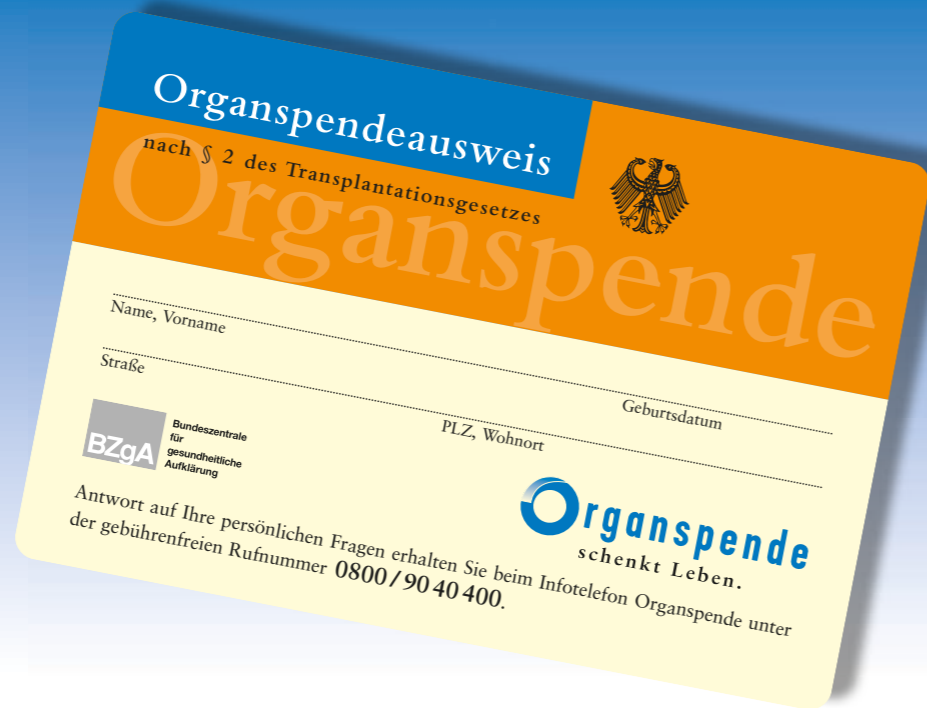 Organspendeausweis
nach § 2 des Transplantationsgesetzes
Organspende
Name, Vorname
Geburtsdatum
Straße
PLZ, Wohnort
BZgA
Bundeszentrale
für
gesundheitliche
Aufklärung
Organspende
schenkt Leben.
Antwort auf Ihre persönlichen Fragen erhalten Sie beim Infotelefon Organspende unter
der gebührenfreien Rufnummer 0800 / 90 40 400.